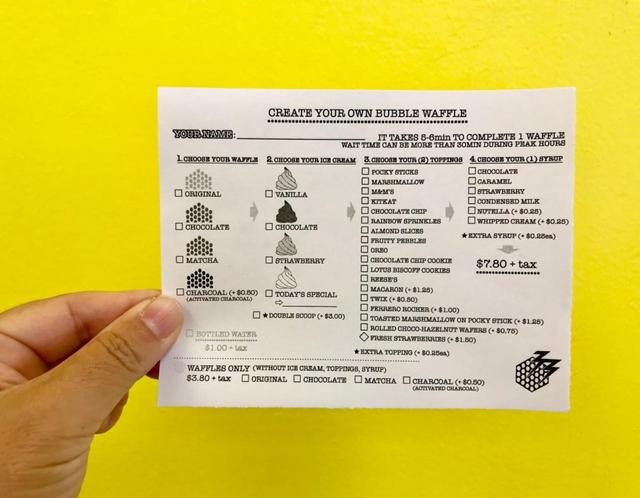 CREATE YOUR OWN BUBBLE WAFFLE
YOUR NAME:
IT TAKES 5-6min TO COMPLETE 1 WAFFLE
WAIT TIME CAN BE MORE THAN 30MIN DURING PEAK HOURS
1. CHOOSE YOUR WAFFLE
ORIGINAL
CHOCOLATE
MATCHA
CHARCOAL (+$0.50)
(ACTIVATED CHARCOAL)
BOTTLED WATER
$1.00 + tax
2. CHOOSE YOUR ICE CREAM
VANILLA
CHOCOLATE
STRAWBERRY
TODAY'S SPECIAL
★DOUBLE SCOOP (+$3.00)
3. CHOOSE YOUR (2) TOPPINGS
POCKY STICKS
MARSHMALLOW
M&M'S
KITKAT
CHOCOLATE CHIP
RAINBOW SPRINKLES
ALMOND SLICES
FRUITY PEBBLES
OREO
CHOCOLATE CHIP COOKIE
LOTUS BISCOFF COOKIES
REESE'S
MACARON (+$1.25)
TWIX (+$0.50)
FERRERO ROCHER (+$1.00)
TOASTED MARSHMALLOW ON POCKY STICK (+$1.25)
ROLLED CHOCO-HAZELNUT WAFERS (+$0.75)
FRESH STRAWBERRIES (+$1.50)
★EXTRA TOPPING (+$0.25ea)
4. CHOOSE YOUR (1) SYRUP
CHOCOLATE
CARAMEL
STRAWBERRY
CONDENSED MILK
NUTELLA (+$0.25)
WHIPPED CREAM (+$0.25)
★EXTRA SYRUP (+$0.25ea)
$7.80 + tax
WAFFLES ONLY (WITHOUT ICE CREAM, TOPPINGS, SYRUP)
$3.80 + tax ORIGINAL CHOCOLATE MATCHA CHARCOAL (+$0.50)
(ACTIVATED CHARCOAL)